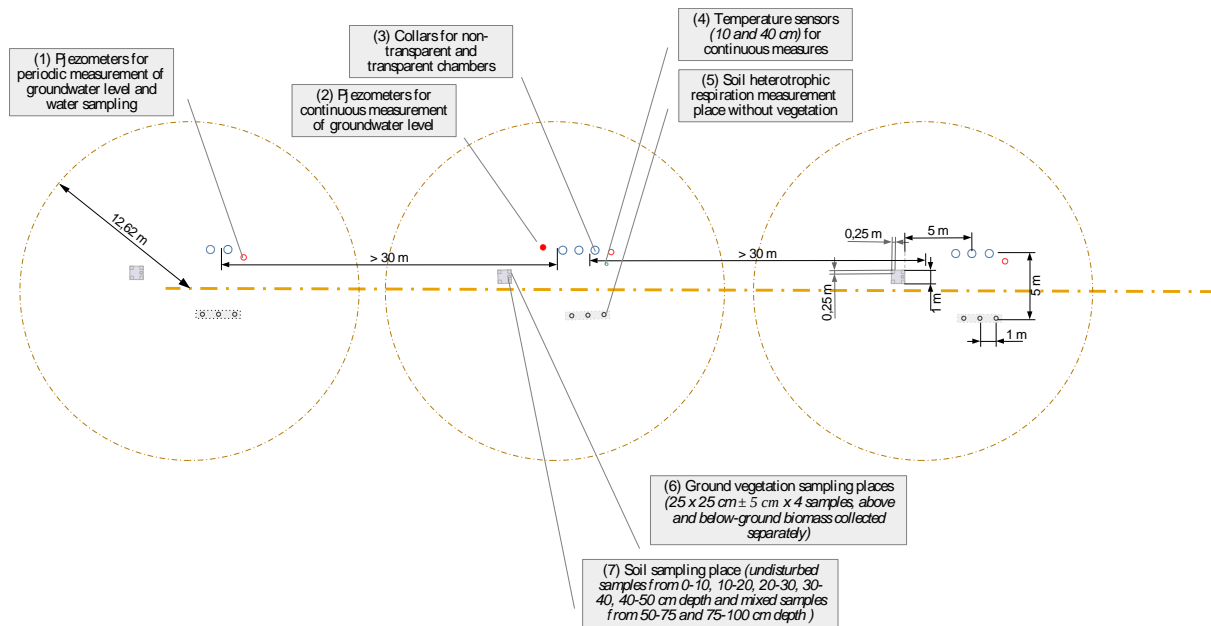 (1) Pjezometers for
periodic measurement of
groundwater level and
water sampling
(3) Collars for non-
transparent and
transparent chambers
(2) Pjezometers for
continuous measurement
of groundwater level
(4) Temperature sensors
(10 and 40 cm) for
continuous measures
(5) Soil heterotrophic
respiration measurement
place without vegetation
12,62 m
> 30 m
> 30 m
0,25 m
5 m
0,25 m
1 m
5 m
1 m
(6) Ground vegetation sampling places
(25 x 25 cm ± 5 cm x 4 samples, above
and below-ground biomass collected
separately)
(7) Soil sampling place (undisturbed
samples from 0-10, 10-20, 20-30, 30-
40, 40-50 cm depth and mixed samples
from 50-75 and 75-100 cm depth )